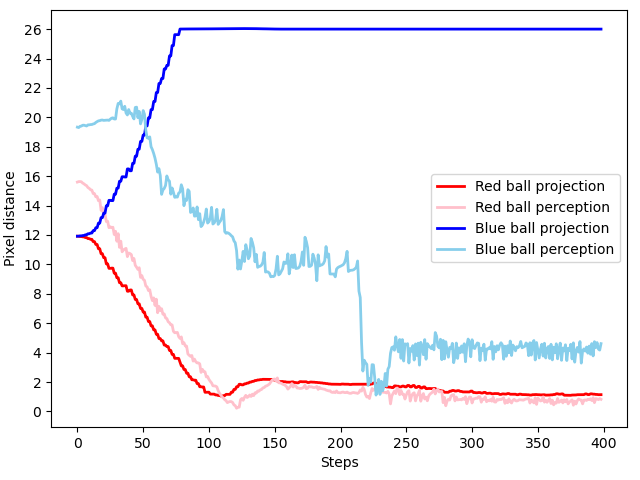 26
24
22
20
18
16
14
12
10
8
6
4
2
0
Pixel distance
Red ball projection
Red ball perception
Blue ball projection
Blue ball perception
0 50 100 150 200 250 300 350 400
Steps